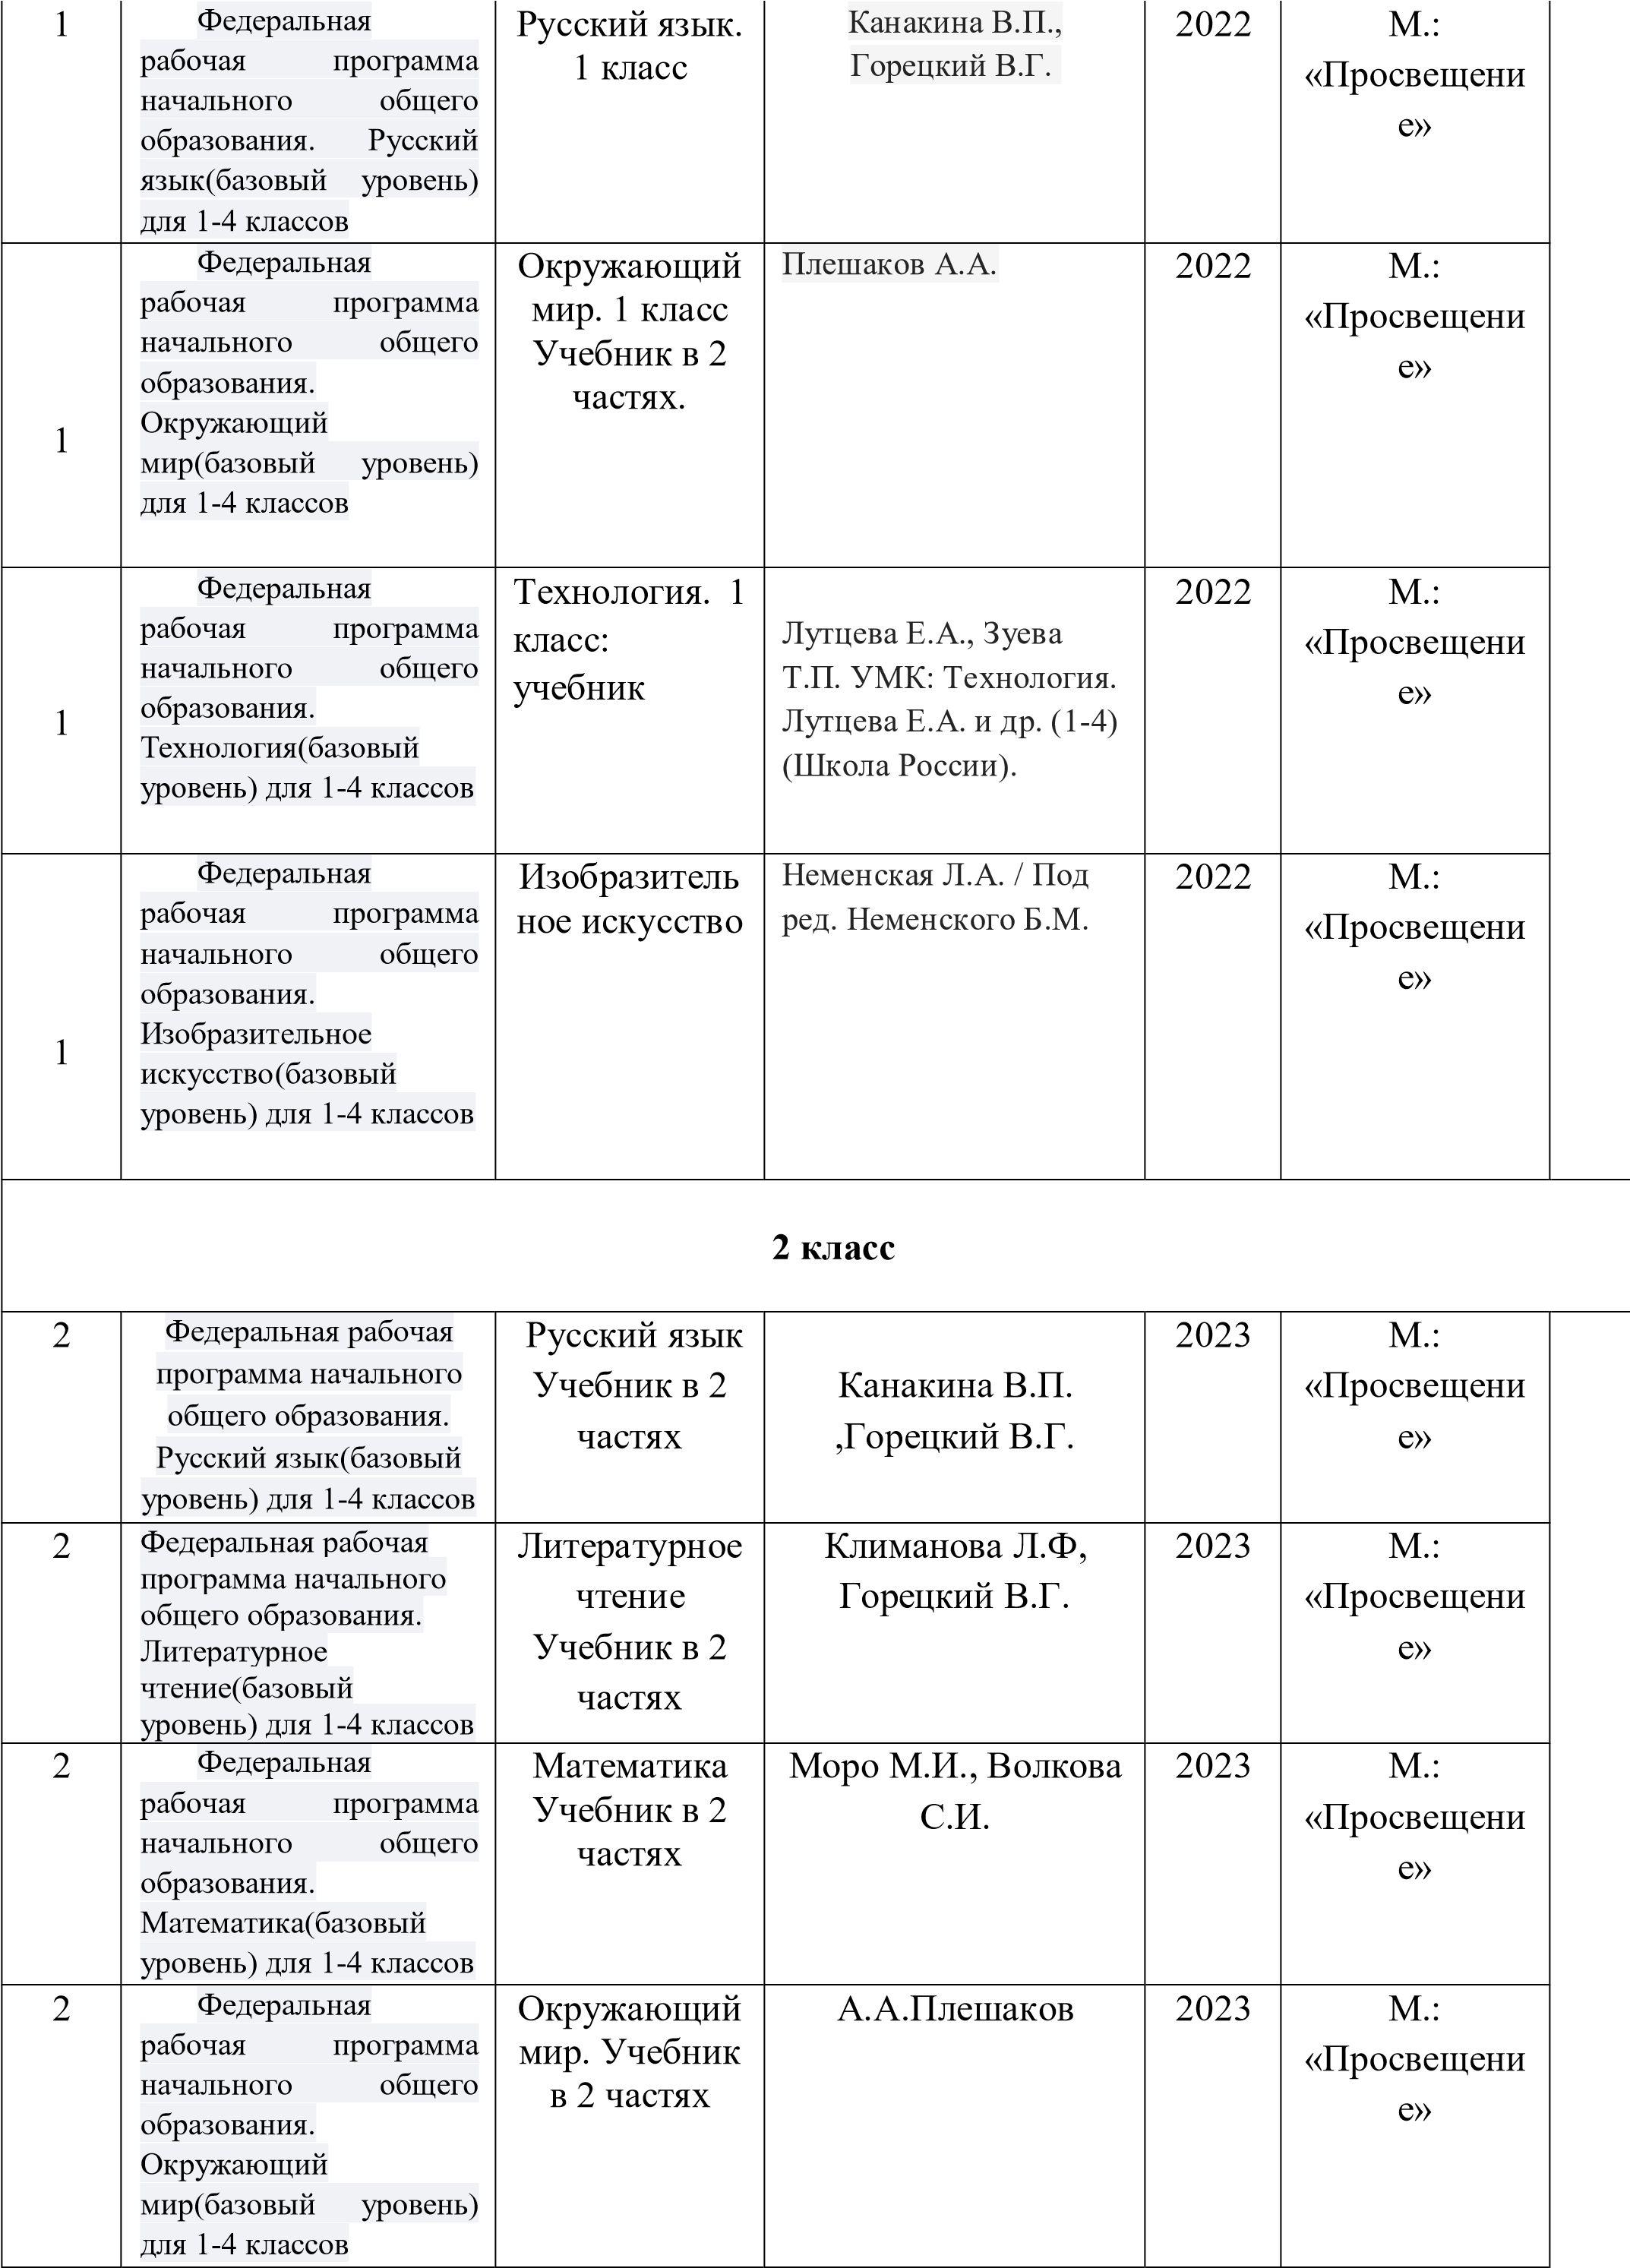 1
Федеральная
рабочая программа
начального общего
образования. Русский
язык(базовый уровень)
для 1-4 классов
Русский язык.
1 класс
Канакина В.П.,
Горецкий В.Г.
2022
М.:
«Просвещени
е»
1
Федеральная
рабочая программа
начального общего
образования.
Окружающий
мир(базовый уровень)
для 1-4 классов
Окружающий
мир. 1 класс
Учебник в 2
частях.
Плешаков А.А.
2022
М.:
«Просвещени
е»
1
Федеральная
рабочая программа
начального общего
образования.
Технология(базовый
уровень) для 1-4 классов
Технология. 1
класс:
учебник
Лутцева Е.А., Зуева
Т.П. УМК: Технология.
Лутцева Е.А. и др. (1-4)
(Школа России).
2022
М.:
«Просвещени
е»
1
Федеральная
рабочая программа
начального общего
образования.
Изобразительное
искусство(базовый
уровень) для 1-4 классов
Изобразитель
ное искусство
Неменская Л.А. / Под
ред. Неменского Б.М.
2022
М.:
«Просвещени
е»
2 класс
2
Федеральная рабочая
программа начального
общего образования.
Русский язык(базовый
уровень) для 1-4 классов
Русский язык
Учебник в 2
частях
Канакина В.П.
,Горецкий В.Г.
2023
М.:
«Просвещени
е»
2
Федеральная рабочая
программа начального
общего образования.
Литературное
чтение(базовый
уровень) для 1-4 классов
Литературное
чтение
Учебник в 2
частях
Климанова Л.Ф,
Горецкий В.Г.
2023
М.:
«Просвещени
е»
2
Федеральная
рабочая программа
начального общего
образования.
Математика(базовый
уровень) для 1-4 классов
Математика
Учебник в 2
частях
Моро М.И., Волкова
С.И.
2023
М.:
«Просвещени
е»
2
Федеральная
рабочая программа
начального общего
образования.
Окружающий
мир(базовый уровень)
для 1-4 классов
Окружающий
мир. Учебник
в 2 частях
А.А.Плешаков
2023
М.:
«Просвещени
е»